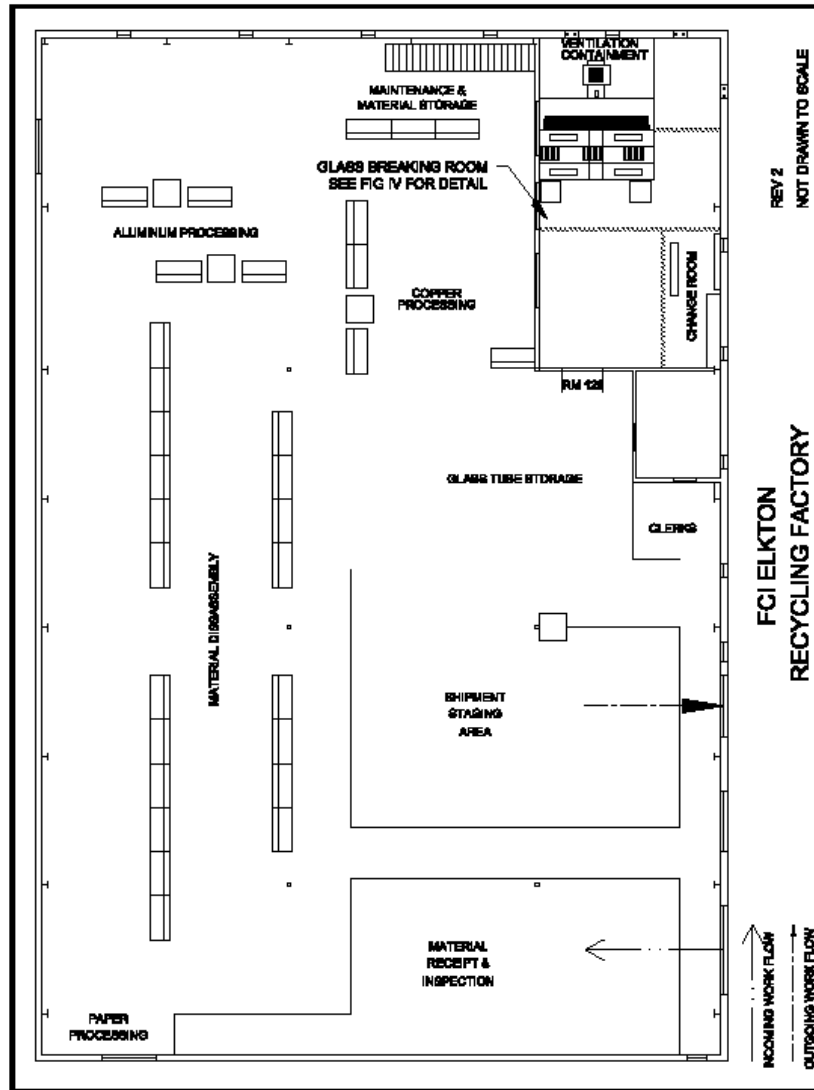 VENTILATION
CONTAINMENT
MAINTENANCE &
MATERIAL STORAGE
GLASS BREAKING ROOM
SEE FIG IV FOR DETAIL
ALUMINUM PROCESSING
COPPER
PROCESSING
CHANGE ROOM
RM 128
GLASS TUBE STORAGE
CLERKS
MATERIAL DISSASSEMBLY
SHIPMENT
STAGING
AREA
MATERIAL
RECEIPT &
INSPECTION
PAPER
PROCESSING
REV 2
NOT DRAWN TO SCALE
FCI ELKTON
RECYCLING FACTORY
INCOMING WORK FLOW
OUTGOING WORK FLOW